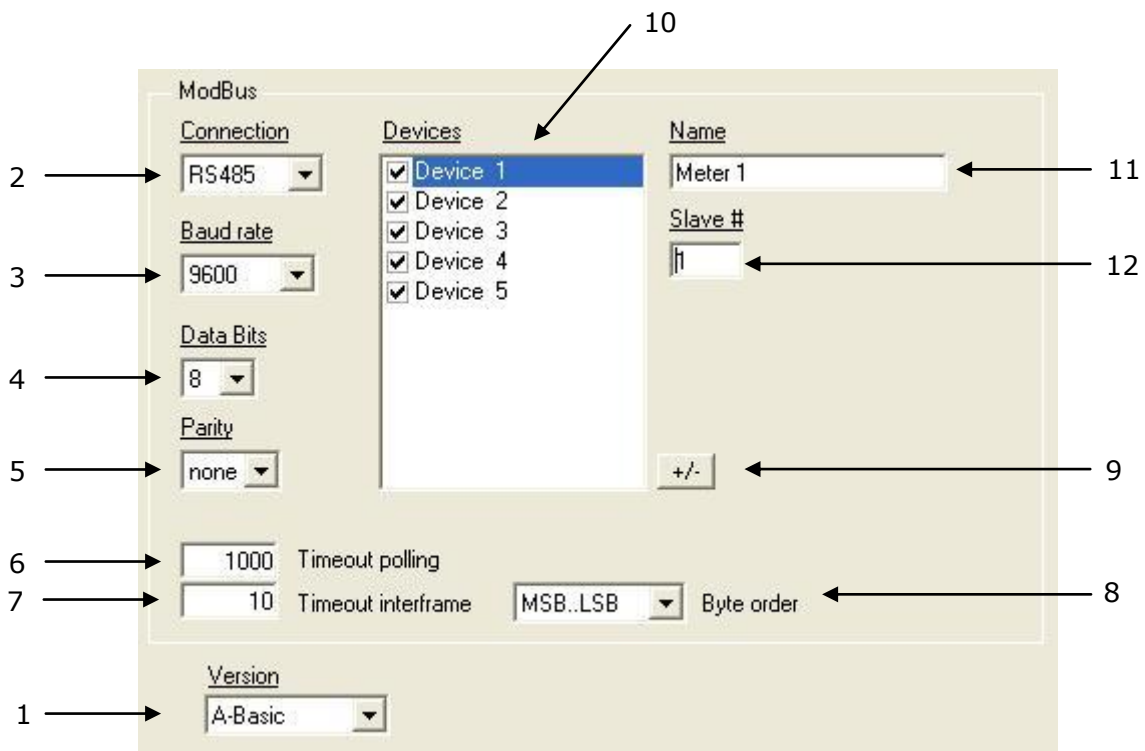 10
ModBus
Connection Devices Name
2 RS485 Device 1 Meter 1 11
Device 2
Baud rate Device 3 Slave #
3 9600 Device 4 1 12
Device 5
Data Bits
4 8
Parity
5 none +/- 9
6 1000 Timeout polling
7 10 Timeout interframe MSB..LSB Byte order 8
Version
1 A-Basic